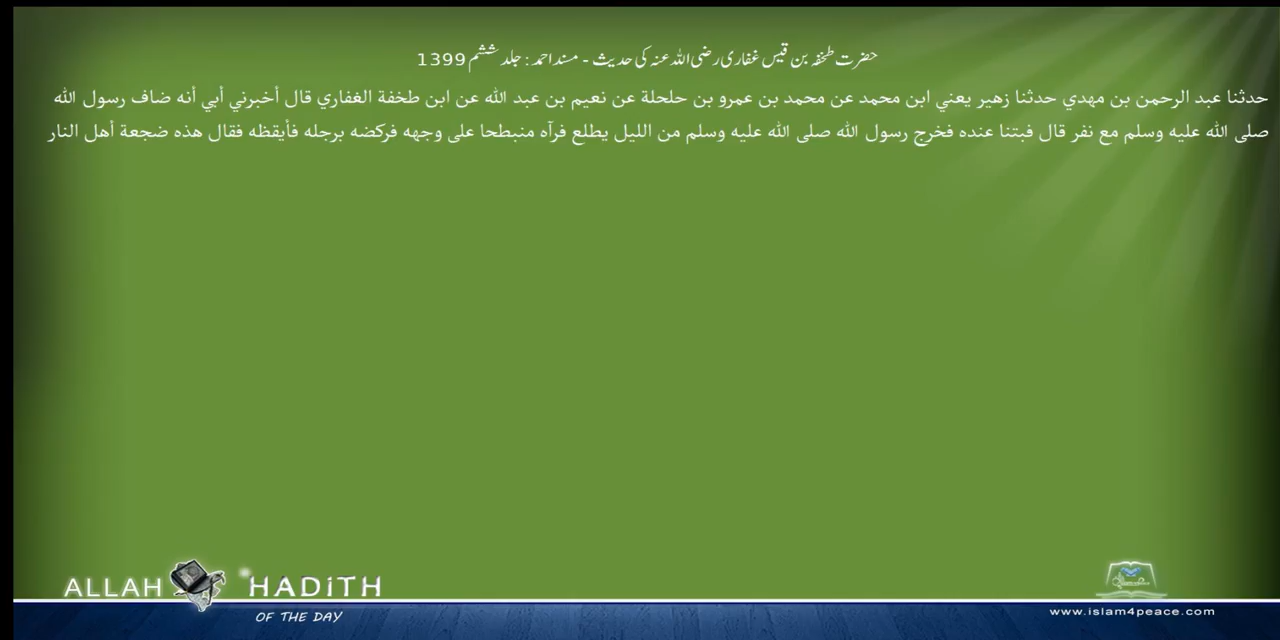 حضرت طخفہ بن قیس غفاری رضی اللہ عنہ کی حدیث - مسند احمد : جلد ششم 1399
حدثنا عبد الرحمن بن مهدي حدثنا زهير يعني ابن محمد عن محمد بن عمرو بن حلحلة عن نعيم بن عبد الله عن ابن طخفة الغفاري قال أخبرني أبي أنه ضاف رسول الله
صلى الله عليه وسلم مع نفر قال فبتنا عنده فخرج رسول الله صلى الله عليه وسلم من الليل يطلع فرآه منبطحا على وجهه فركضه برجله فأيقظه فقال هذه ضجعة أهل النار
ALLAH HADITH
OF THE DAY
www.islam4peace.com